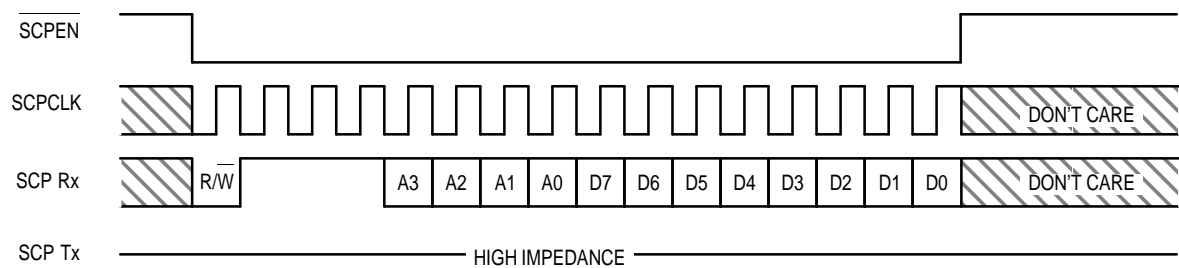 SCPEN
SCPCLK
DON'T CARE
SCP Rx R/W A3 A2 A1 A0 D7 D6 D5 D4 D3 D2 D1 D0 DON'T CARE
SCP Tx HIGH IMPEDANCE